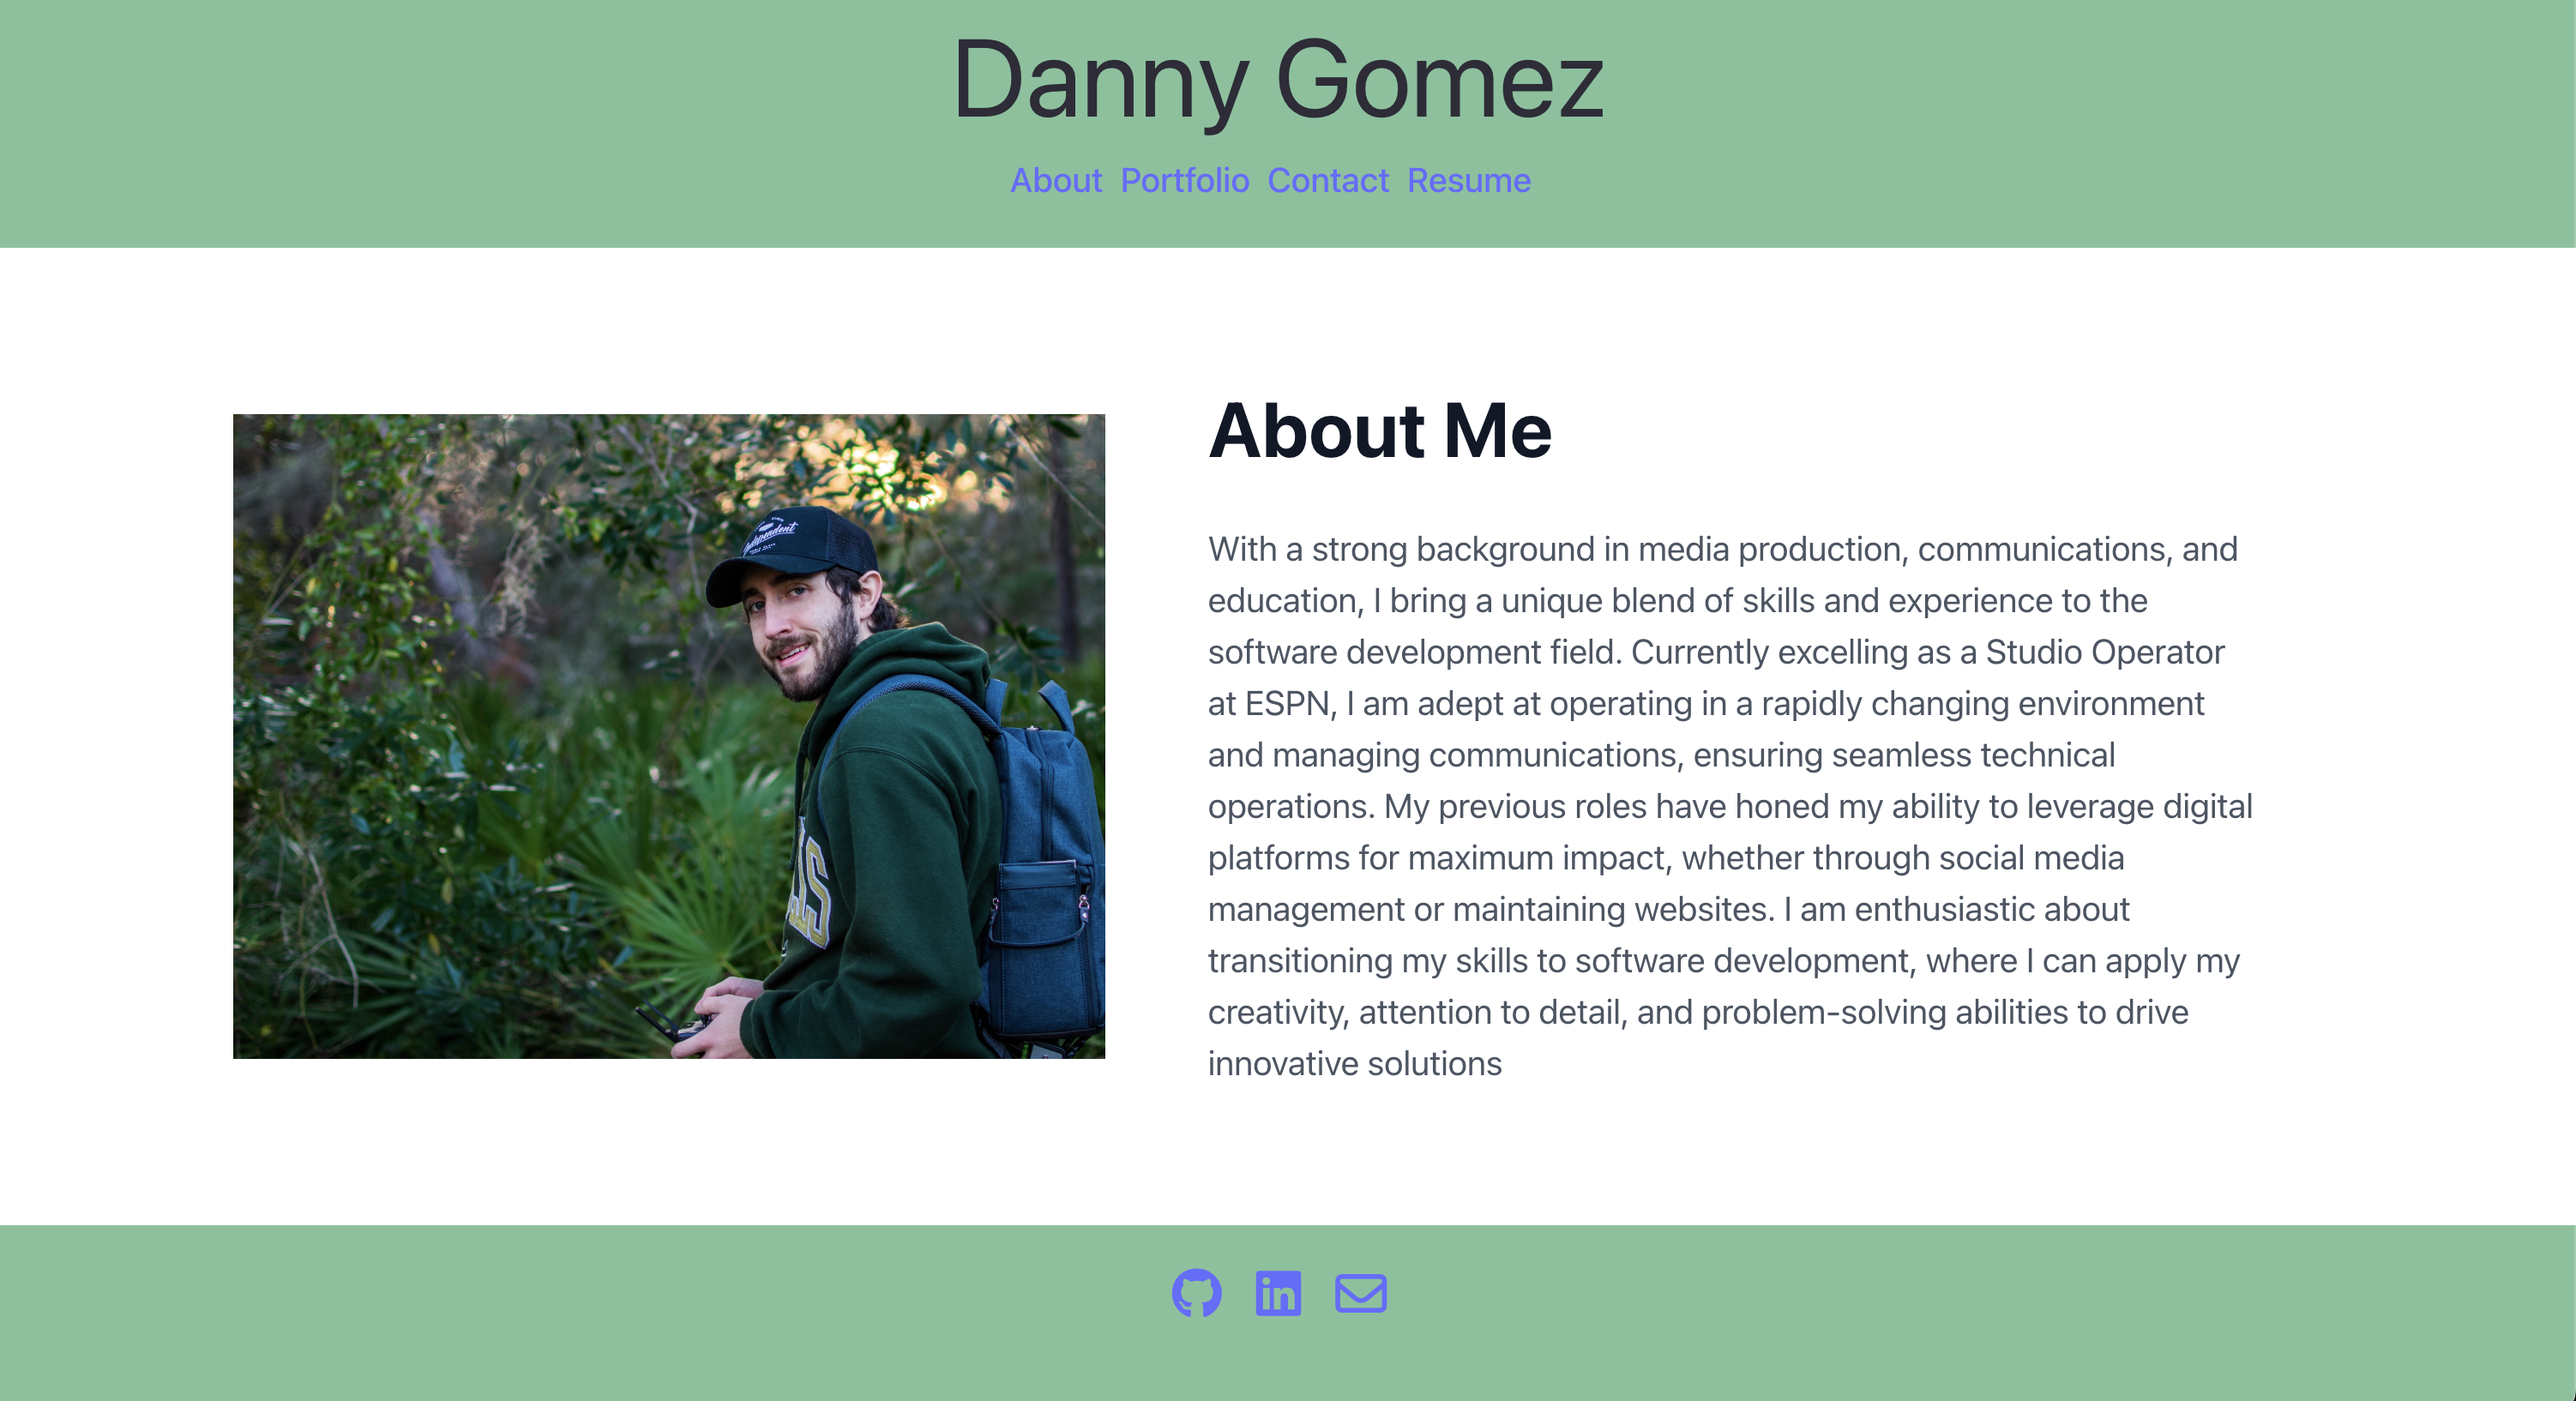 Danny Gomez
About Portfolio Contact Resume
About Me
With a strong background in media production, communications, and
education, I bring a unique blend of skills and experience to the
software development field. Currently excelling as a Studio Operator
at ESPN, I am adept at operating in a rapidly changing environment
and managing communications, ensuring seamless technical
operations. My previous roles have honed my ability to leverage digital
platforms for maximum impact, whether through social media
management or maintaining websites. I am enthusiastic about
transitioning my skills to software development, where I can apply my
creativity, attention to detail, and problem-solving abilities to drive
innovative solutions
Independent
in